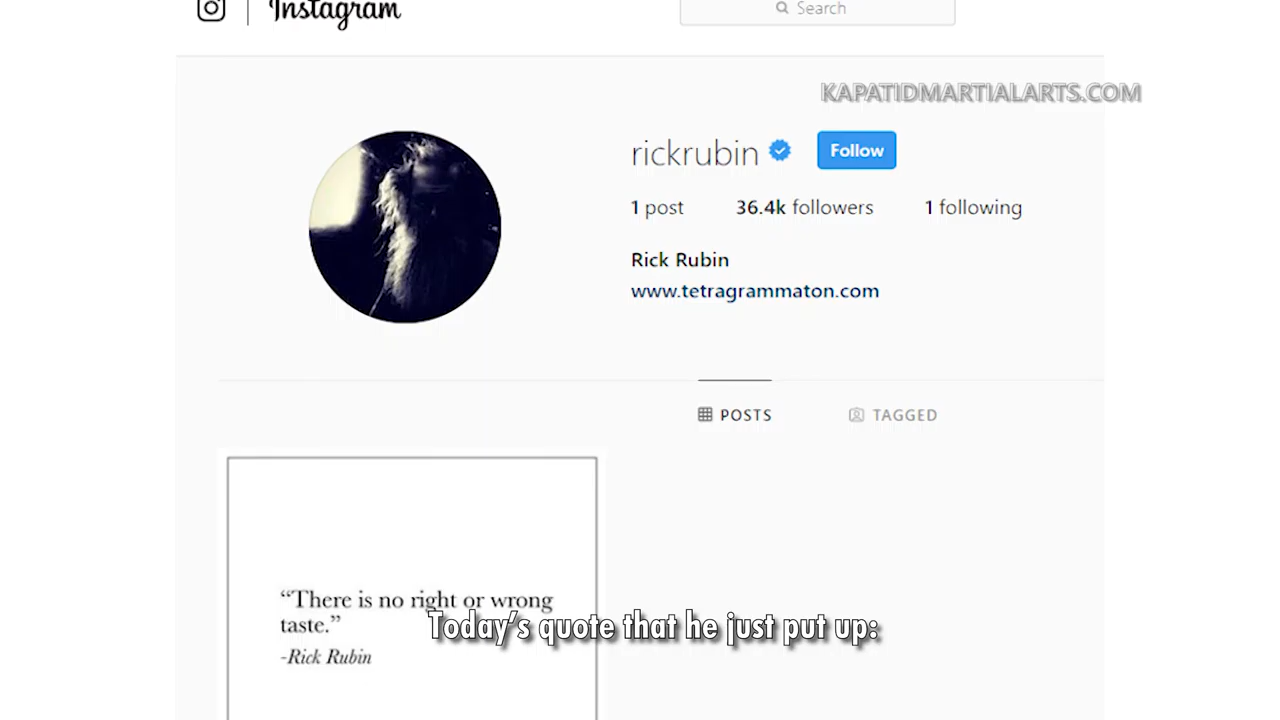 Instagram
Search
KAPATIDMARTIALARTS.COM
rickrubin
Follow
1 post
36.4k followers
1 following
Rick Rubin
www.tetragrammaton.com
POSTS
TAGGED
“There is no right or wrong
taste.”
-Rick Rubin
Today’s quote that he just put up: